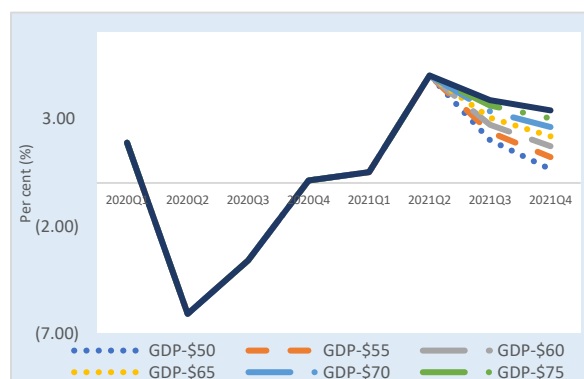 Per cent (%)
3.00
(2.00)
(7.00)
2020Q1 2020Q2 2020Q3 2020Q4 2021Q1 2021Q2 2021Q3 2021Q4
GDP-$50 GDP-$55 GDP-$60
GDP-$65 GDP-$70 GDP-$75